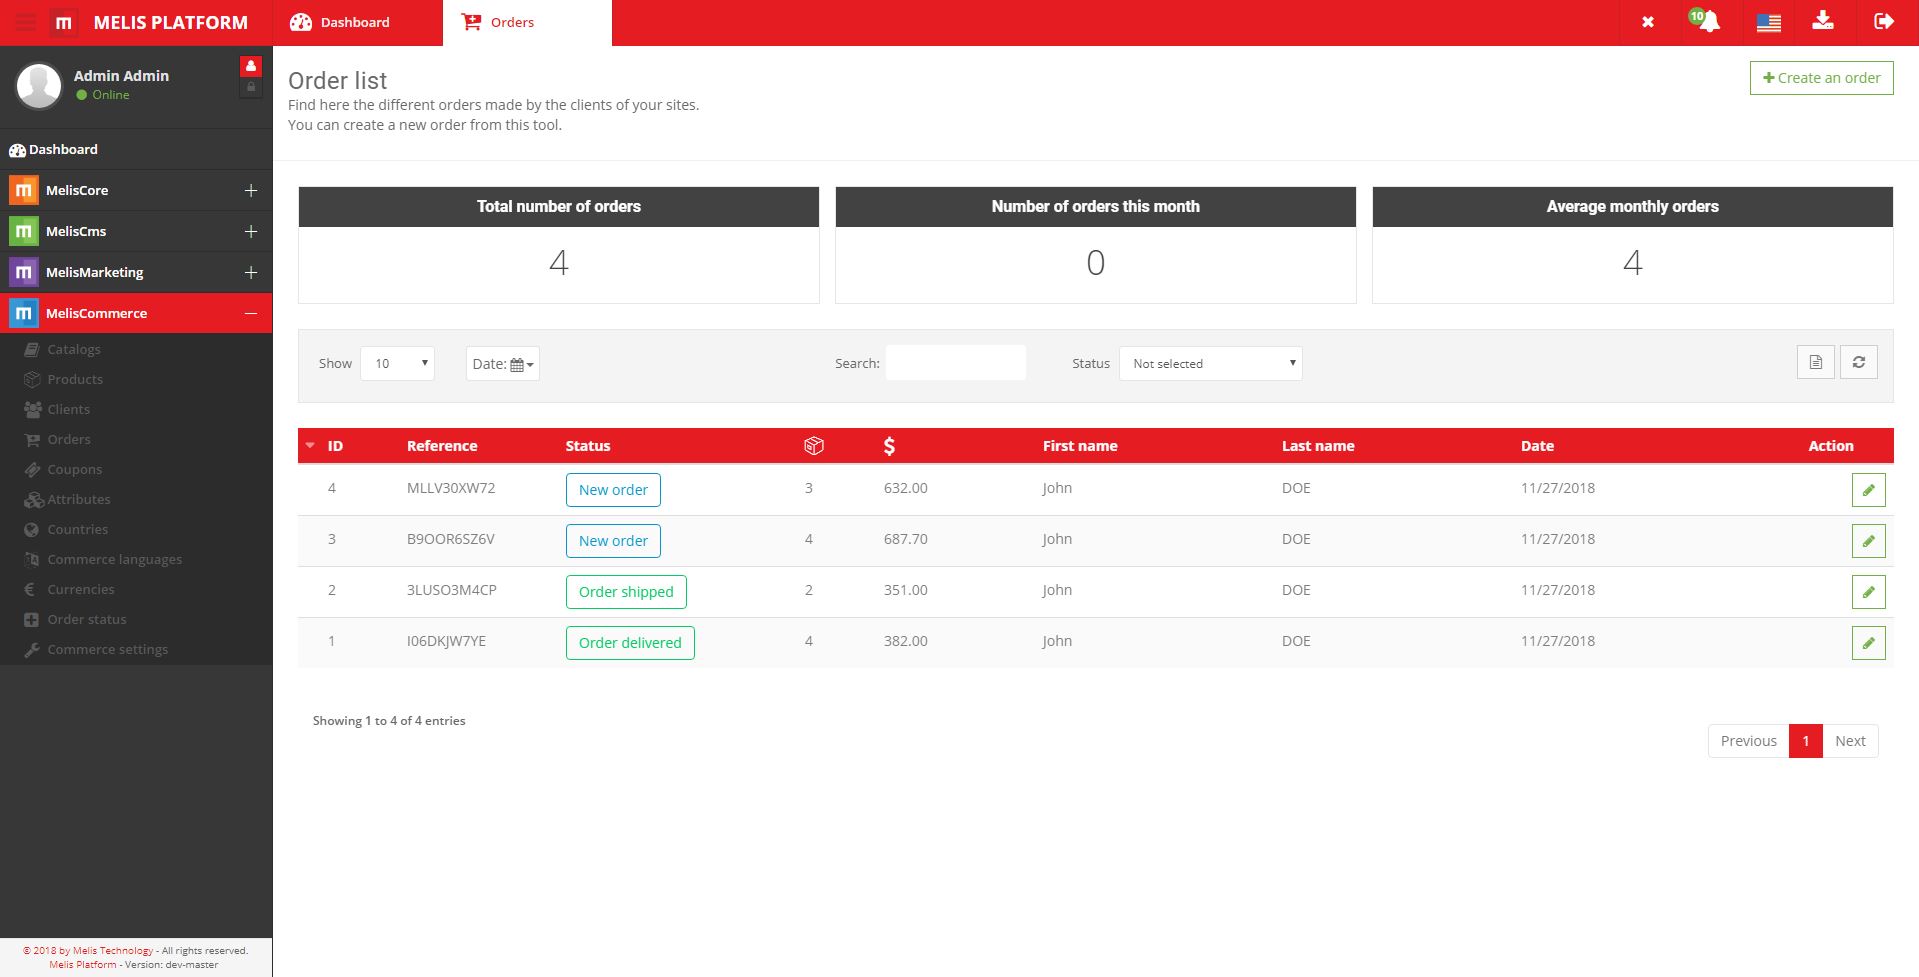 MELIS PLATFORM
Dashboard
Orders
10
Admin Admin
Online
Dashboard
MelisCore
MelisCms
MelisMarketing
MelisCommerce
Catalogs
Products
Clients
Orders
Coupons
Attributes
Countries
Commerce languages
Currencies
Order status
Commerce settings
© 2018 by Melis Technology - All rights reserved.
Melis Platform - Version: dev-master
Order list
Find here the different orders made by the clients of your sites.
You can create a new order from this tool.
Create an order
Total number of orders
4
Number of orders this month
0
Average monthly orders
4
Show 10 Date: Search: Status Not selected
ID Reference Status $ First name Last name Date Action
4 MLLV30XW72 New order 3 632.00 John DOE 11/27/2018
3 B9OOR6SZ6V New order 4 687.70 John DOE 11/27/2018
2 3LUSO3M4CP Order shipped 2 351.00 John DOE 11/27/2018
1 I06DKJW7YE Order delivered 4 382.00 John DOE 11/27/2018
Showing 1 to 4 of 4 entries
Previous 1 Next